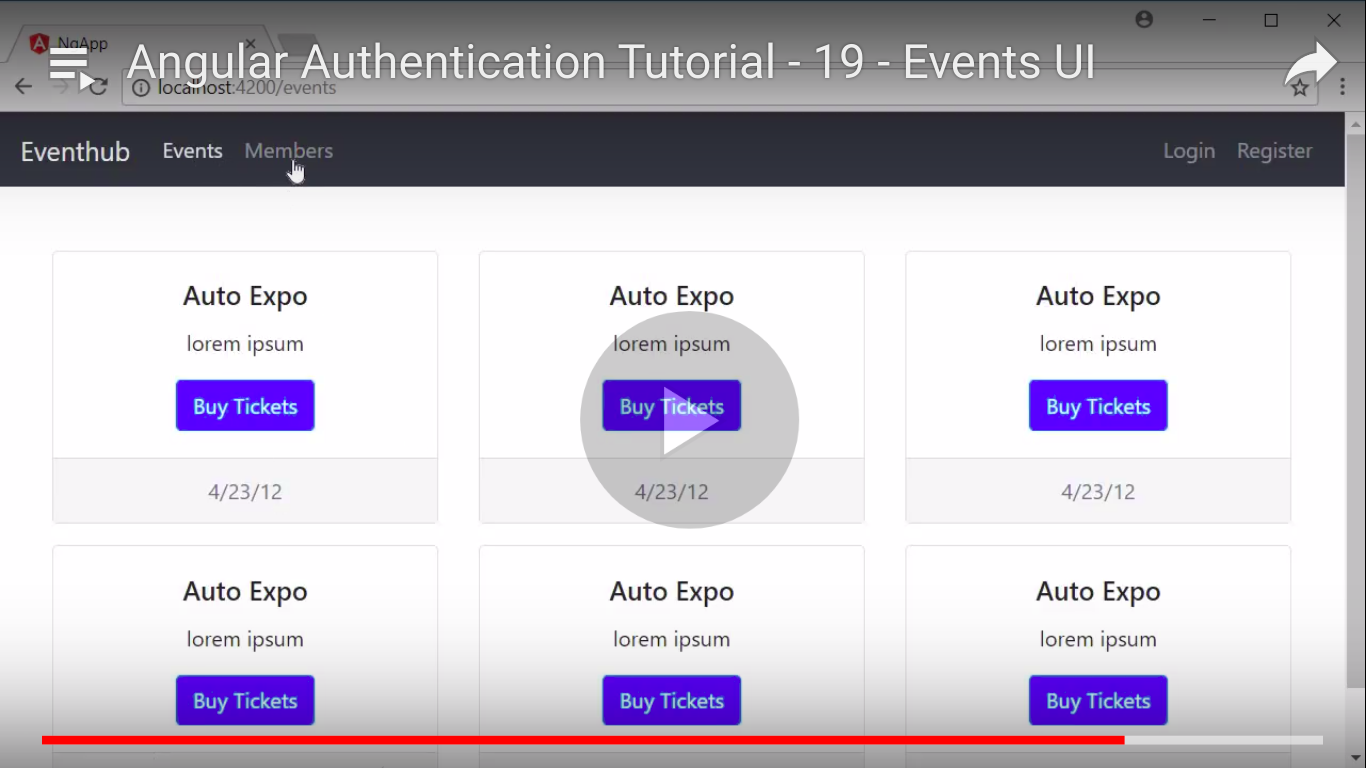 NgApp
Angular Authentication Tutorial - 19 - Events UI
localhost:4200/events
Eventhub Events Members Login Register
Auto Expo Auto Expo Auto Expo
lorem ipsum lorem ipsum lorem ipsum
Buy Tickets Buy Tickets Buy Tickets
4/23/12 4/23/12 4/23/12
Auto Expo Auto Expo Auto Expo
lorem ipsum lorem ipsum lorem ipsum
Buy Tickets Buy Tickets Buy Tickets